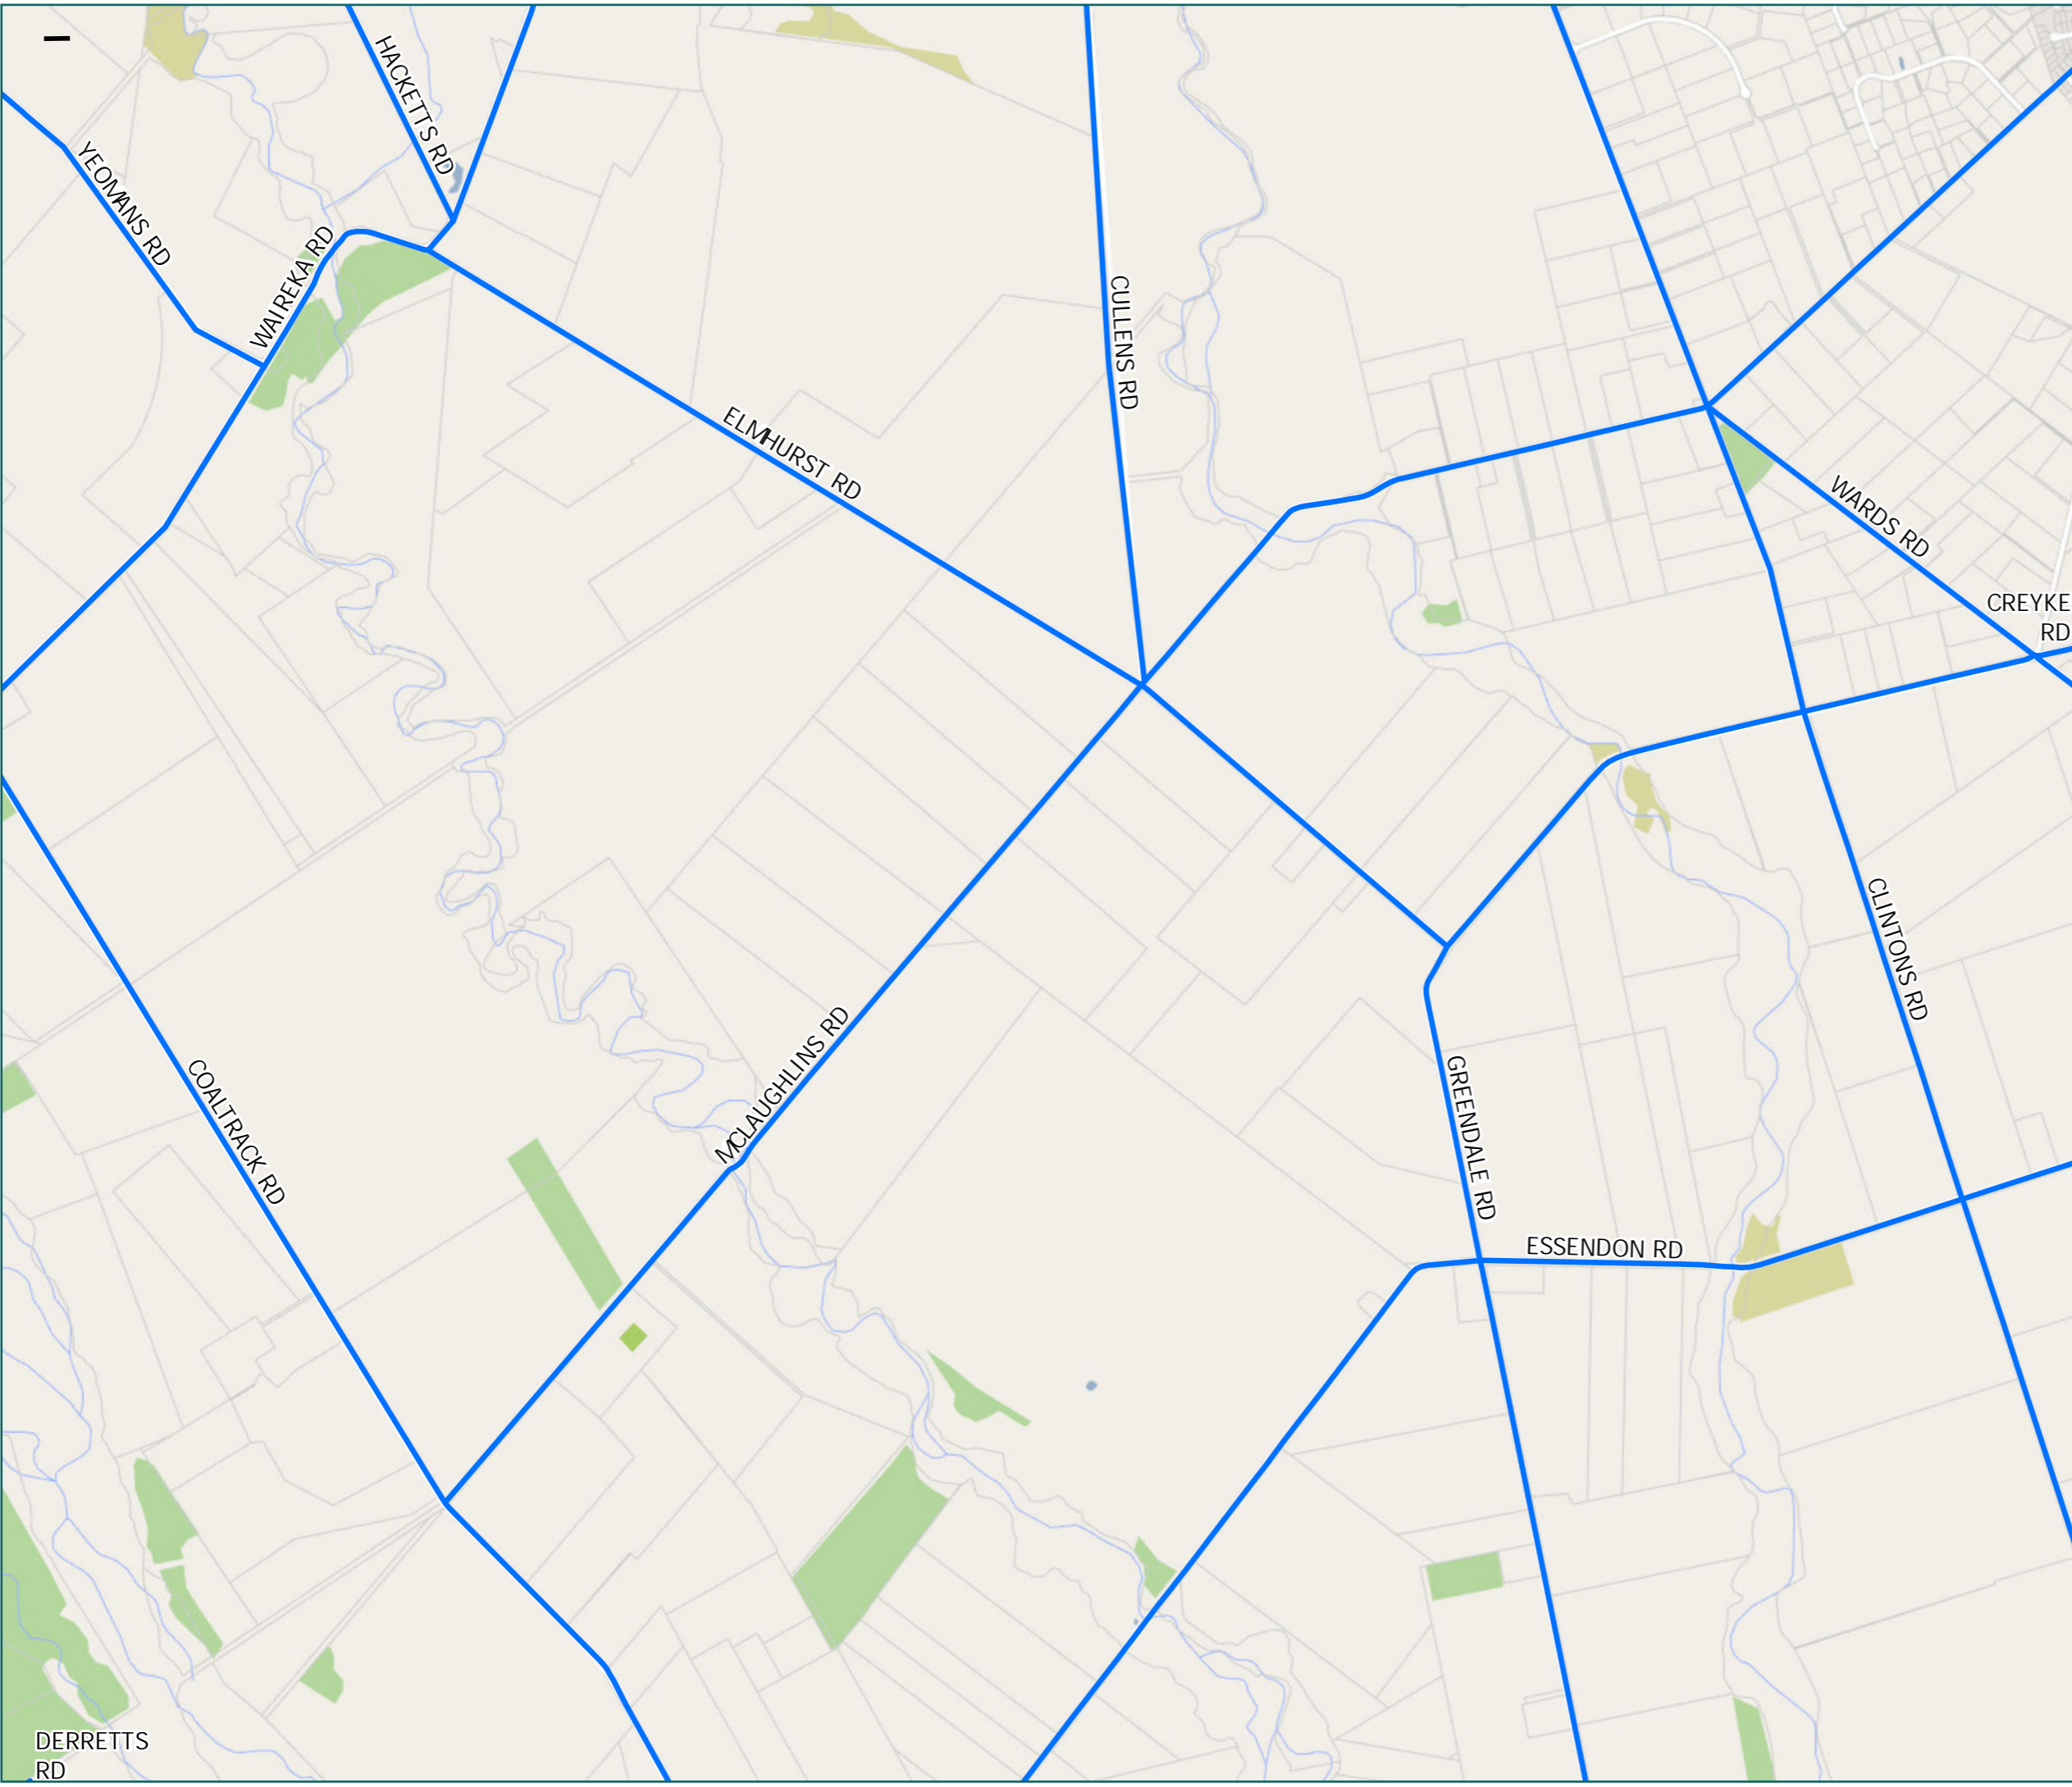 HACKETTS RD
YEOMANS RD
WAIREKA RD
CULLENS RD
ELMHURST RD
WARDS RD
CREYKE
RD
CLINTONS RD
MCLAUGHLINS RD
COALTRACK RD
GREENDALE RD
ESSENDON RD
DERRETTS
RD